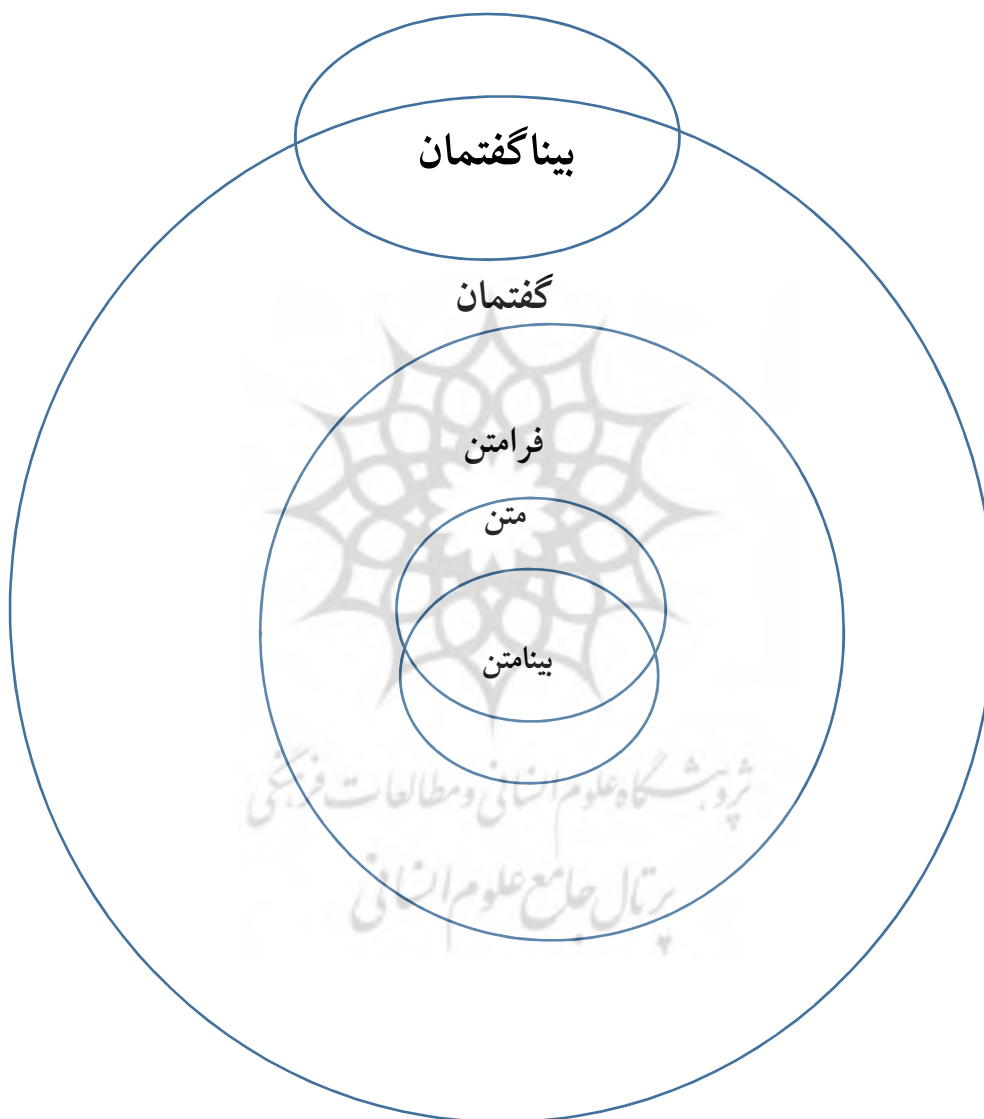 بیناگفتمان
گفتمان
فرامتن
متن
بینامتن
پژوهشگاه علوم انسانی و مطالعات فرهنگی
پرتال جامع علوم انسانی